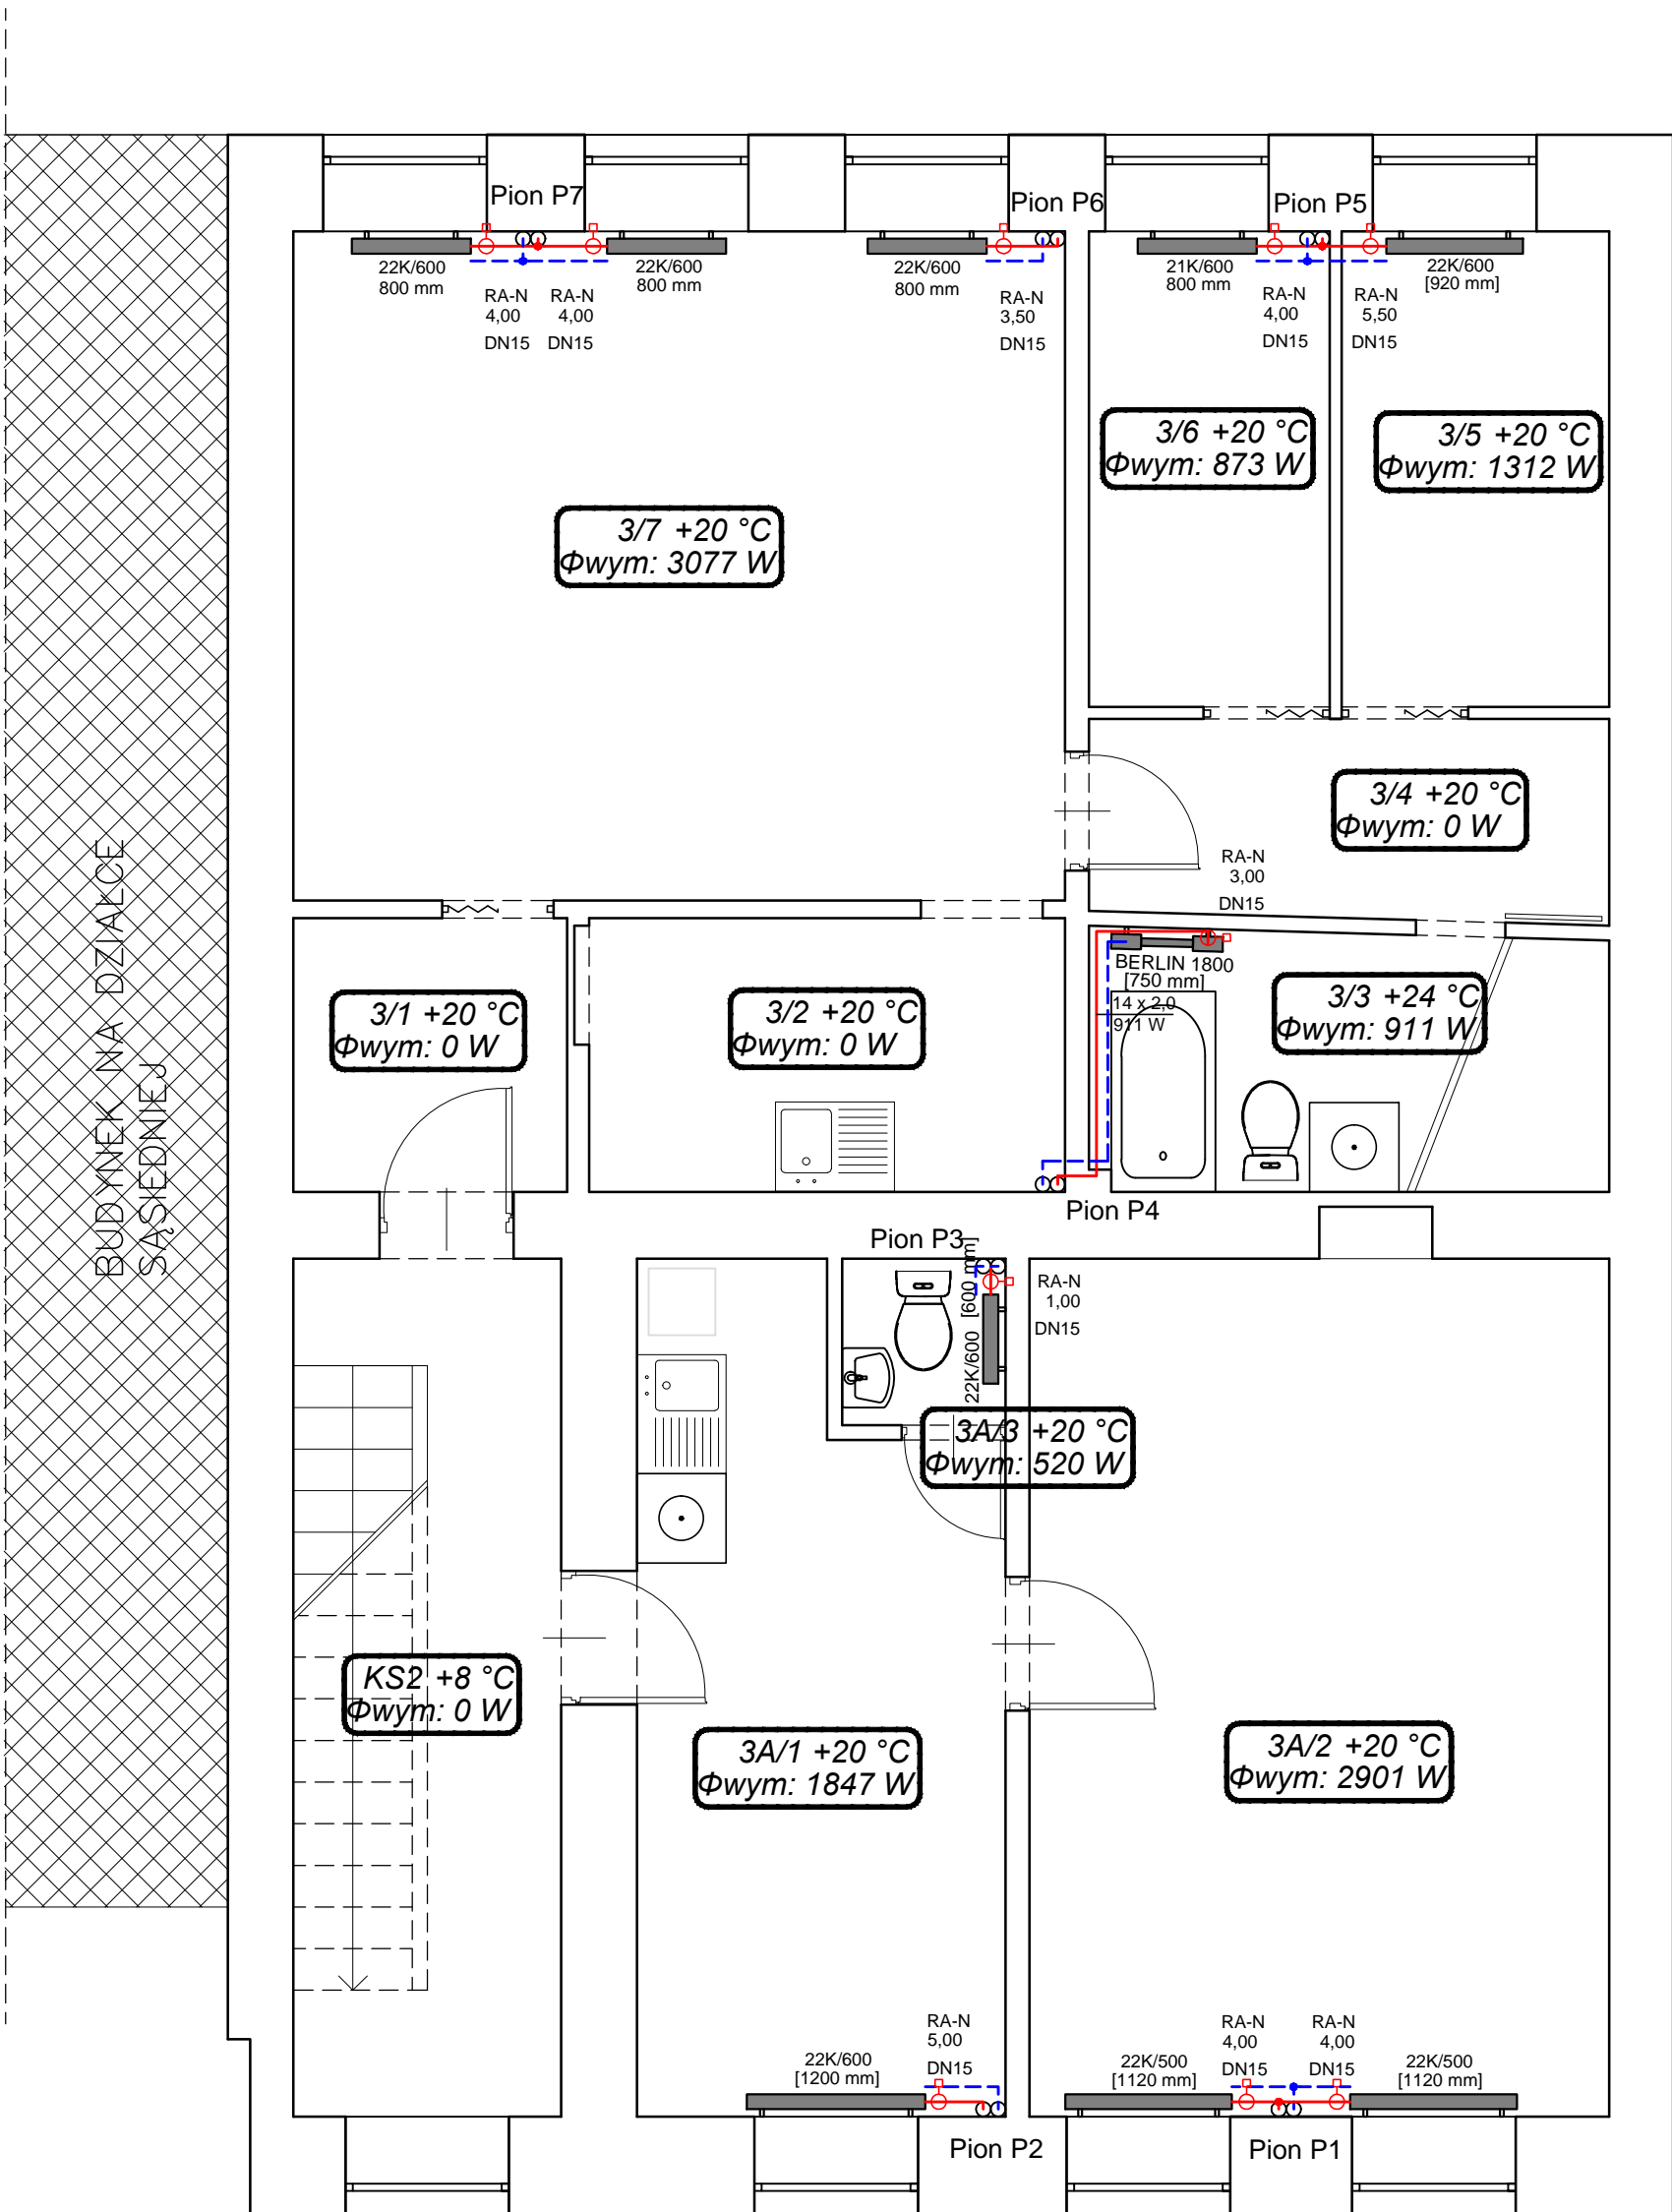 Pion P7
Pion P6
Pion P5
22K/600
800 mm
22K/600
800 mm
22K/600
800 mm
21K/600
800 mm
22K/600
[920 mm]
RA-N
4,00
DN15
RA-N
4,00
DN15
RA-N
3,50
DN15
RA-N
4,00
DN15
RA-N
5,50
DN15
3/6 +20 °C
Φwym: 873 W
3/5 +20 °C
Φwym: 1312 W
3/7 +20 °C
Φwym: 3077 W
3/4 +20 °C
Φwym: 0 W
RA-N
3,00
DN15
BERLIN 1800
[750 mm]
14 x 2,0
911 W
3/3 +24 °C
Φwym: 911 W
3/1 +20 °C
Φwym: 0 W
3/2 +20 °C
Φwym: 0 W
BUDYNEK NA DZIAŁCE
SĄSIEDNIEJ
Pion P4
Pion P3
22K/600 [600 mm]
RA-N
1,00
DN15
3A/3 +20 °C
Φwym: 520 W
KS2 +8 °C
Φwym: 0 W
3A/1 +20 °C
Φwym: 1847 W
3A/2 +20 °C
Φwym: 2901 W
22K/600
[1200 mm]
RA-N
5,00
DN15
22K/500
[1120 mm]
RA-N
4,00
DN15
RA-N
4,00
DN15
22K/500
[1120 mm]
Pion P2
Pion P1